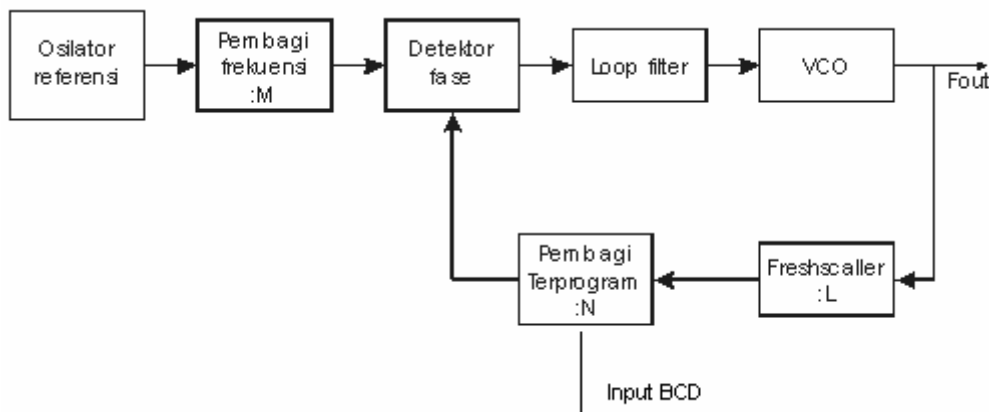 Osilator
referensi
Pembagi
frekuensi
:M
Detektor
fase
Loop filter
VCO
Fout
Pembagi
Terprogram
:N
Freshscaller
:L
Input BCD